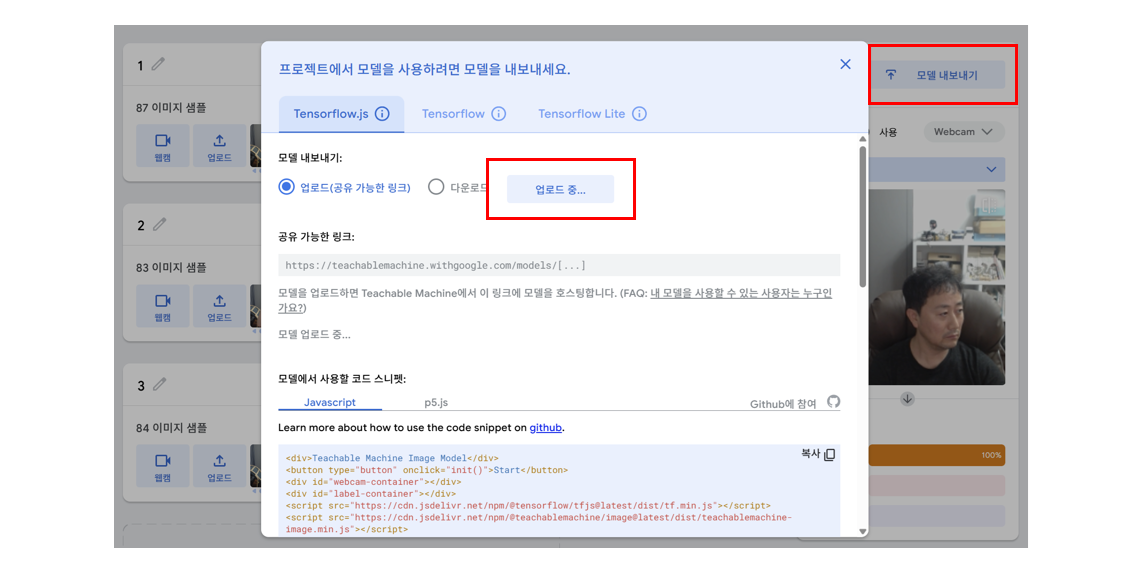 1
87 이미지 샘플
웹캠
업로드
2
83 이미지 샘플
웹캠
업로드
3
84 이미지 샘플
웹캠
업로드
프로젝트에서 모델을 사용하려면 모델을 내보내세요.
Tensorflow.js
Tensorflow
Tensorflow Lite
모델 내보내기:
업로드(공유 가능한 링크)
다운로드
업로드 중...
공유 가능한 링크:
https://teachablemachine.withgoogle.com/models/[...]
모델을 업로드하면 Teachable Machine에서 이 링크에 모델을 호스팅합니다. (FAQ: 내 모델을 사용할 수 있는 사용자는 누구인
가요?)
모델 업로드 중...
모델에서 사용할 코드 스니펫:
Javascript
p5.js
Github에 참여
Learn more about how to use the code snippet on github.
복사
<div>Teachable Machine Image Model</div>
<button type="button" onclick="init()">Start</button>
<div id="webcam-container"></div>
<div id="label-container"></div>
<script src="https://cdn.jsdelivr.net/npm/@tensorflow/tfjs@latest/dist/tf.min.js"></script>
<script src="https://cdn.jsdelivr.net/npm/@teachablemachine/image@latest/dist/teachablemachine-
image.min.js"></script>
모델 내보내기
사용
Webcam
100%